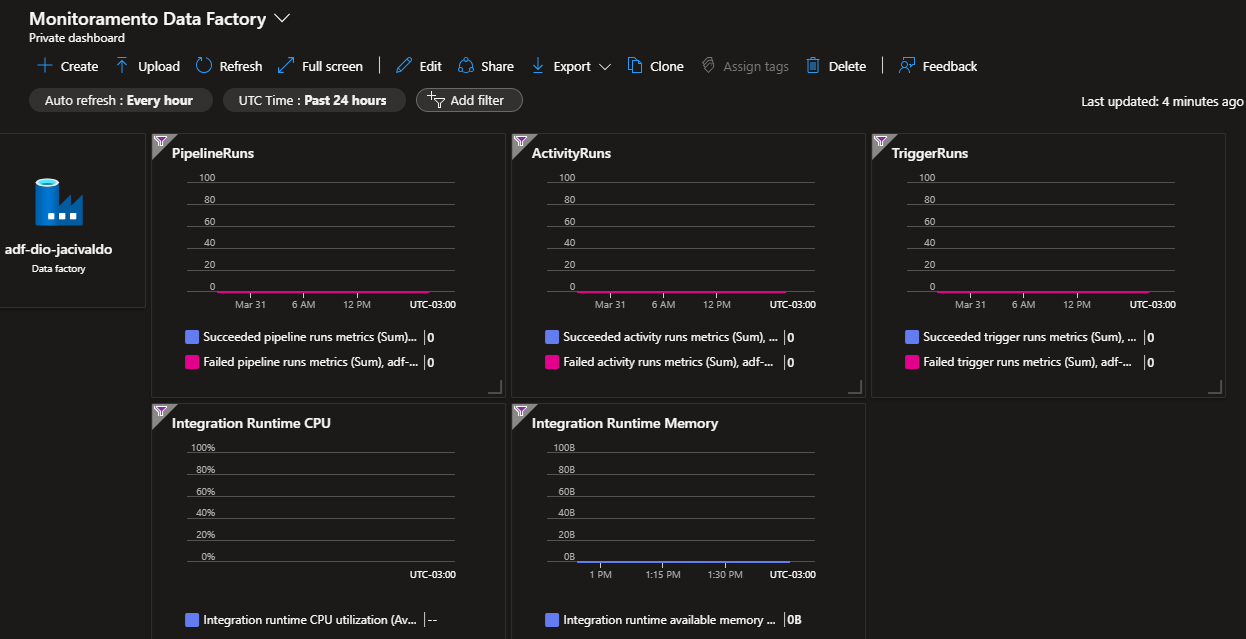 Monitoramento Data Factory
Private dashboard
Create Upload Refresh Full screen Edit Share Export Clone Assign tags Delete Feedback
Auto refresh : Every hour UTC Time : Past 24 hours Add filter Last updated: 4 minutes ago
adf-dio-jacivaldo
Data factory
PipelineRuns
100
80
60
40
20
0
Mar 31 6 AM 12 PM UTC-03:00
Succeeded pipeline runs metrics (Sum)... 0
Failed pipeline runs metrics (Sum), adf-... 0
ActivityRuns
100
80
60
40
20
0
Mar 31 6 AM 12 PM UTC-03:00
Succeeded activity runs metrics (Sum), ... 0
Failed activity runs metrics (Sum), adf-... 0
TriggerRuns
100
80
60
40
20
0
Mar 31 6 AM 12 PM UTC-03:00
Succeeded trigger runs metrics (Sum), ... 0
Failed trigger runs metrics (Sum), adf-... 0
Integration Runtime CPU
100%
80%
60%
40%
20%
0%
UTC-03:00
Integration runtime CPU utilization (Av... --
Integration Runtime Memory
100B
80B
60B
40B
20B
0B
1 PM 1:15 PM 1:30 PM UTC-03:00
Integration runtime available memory ... 0B